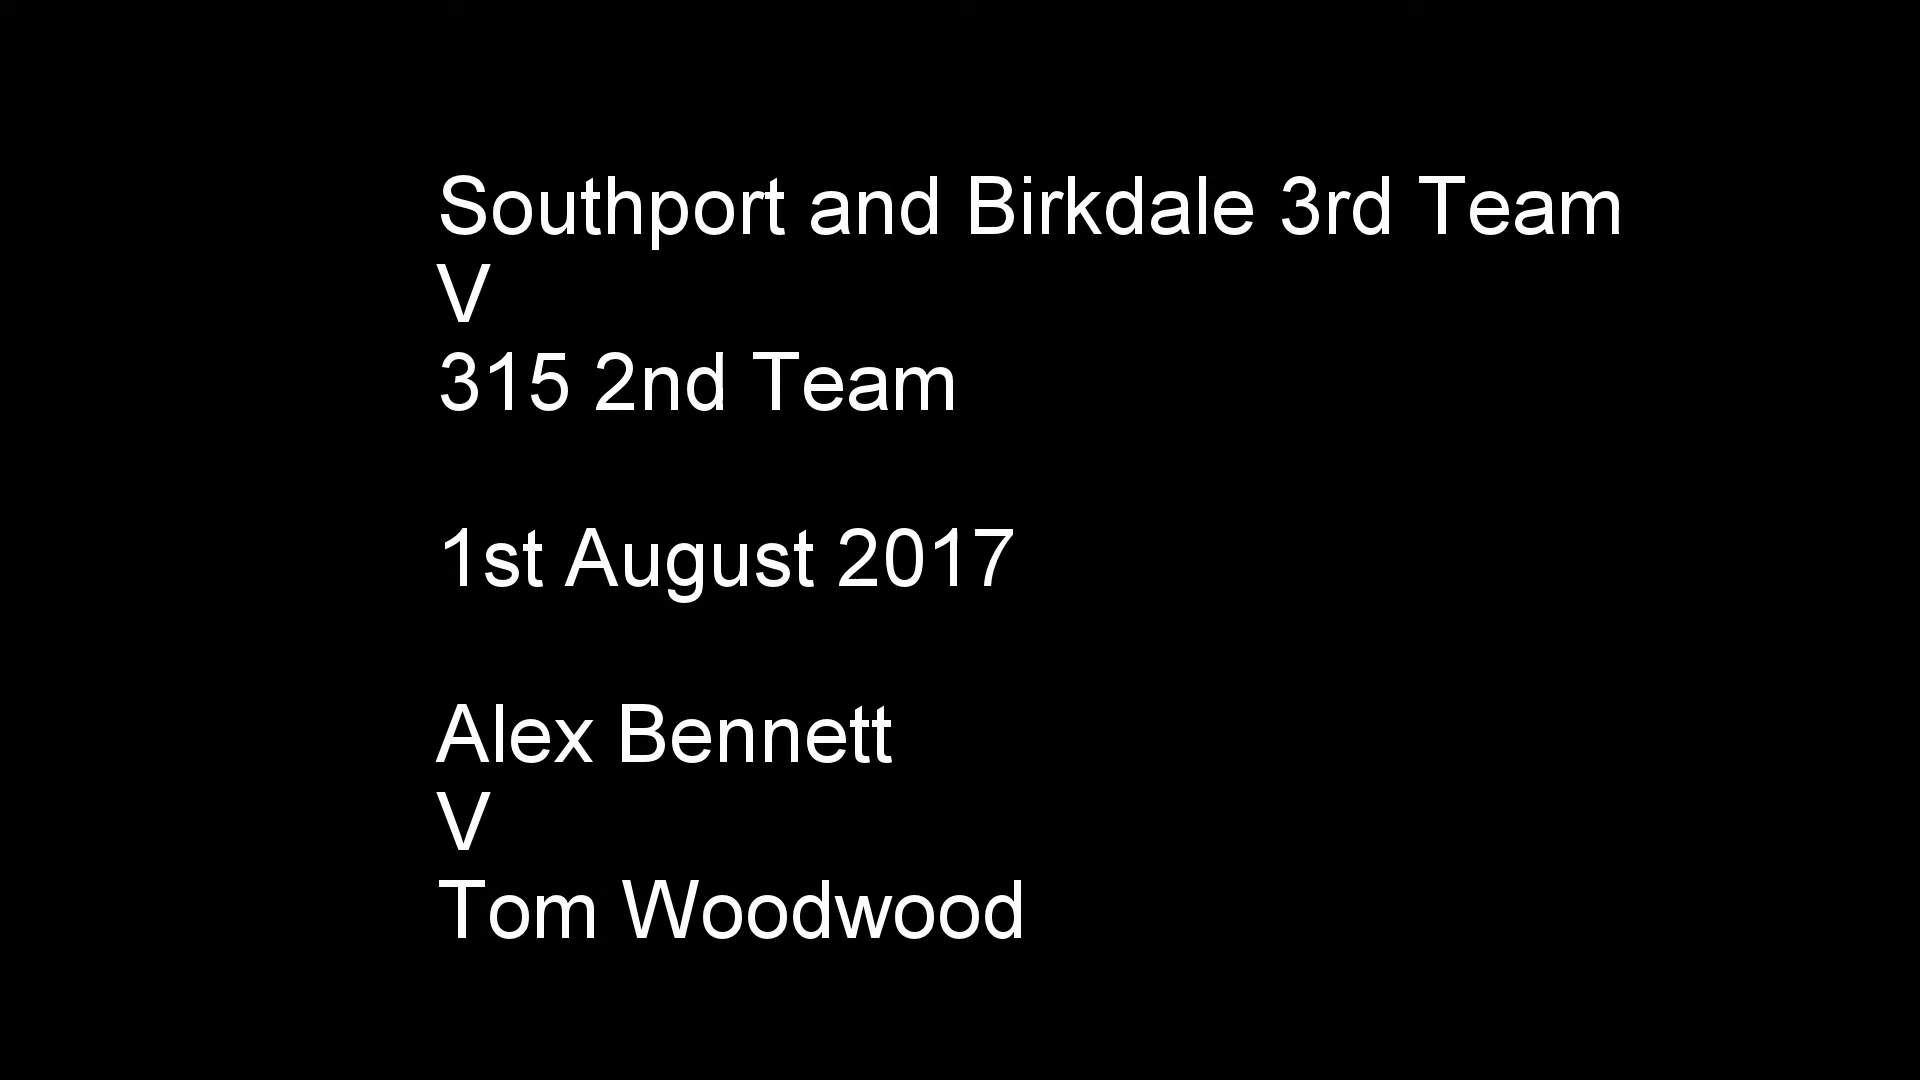 Southport and Birkdale 3rd Team
V
315 2nd Team
1st August 2017
Alex Bennett
V
Tom Woodwood